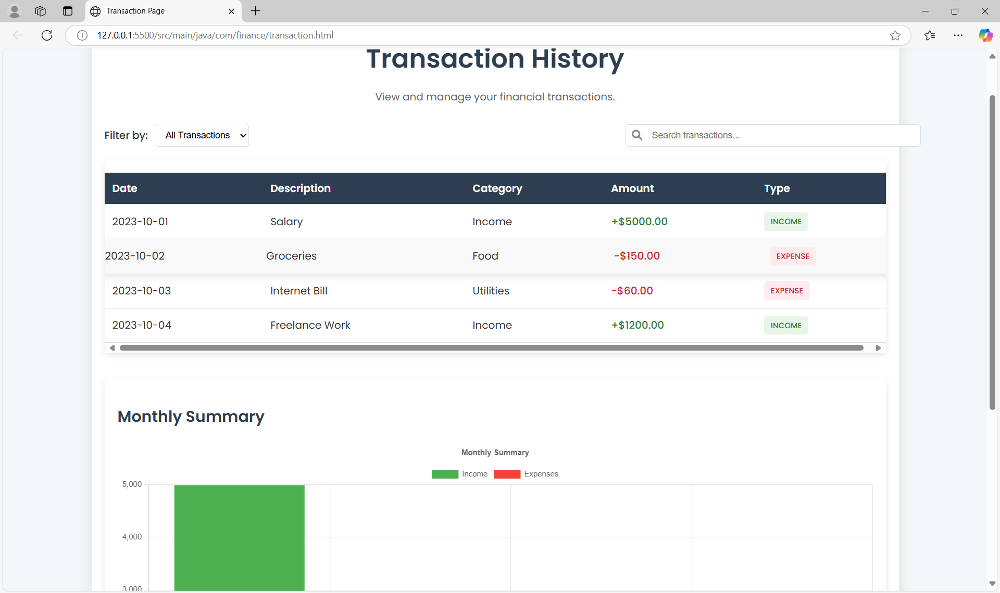 Transaction Page
127.0.0.1:5500/src/main/java/com/finance/transaction.html
Transaction History
View and manage your financial transactions.
Filter by: All Transactions Search transactions...
Date Description Category Amount Type
2023-10-01 Salary Income +$5000.00 INCOME
2023-10-02 Groceries Food -$150.00 EXPENSE
2023-10-03 Internet Bill Utilities -$60.00 EXPENSE
2023-10-04 Freelance Work Income +$1200.00 INCOME
Monthly Summary
Monthly Summary
Income Expenses
5,000
4,000
3,000